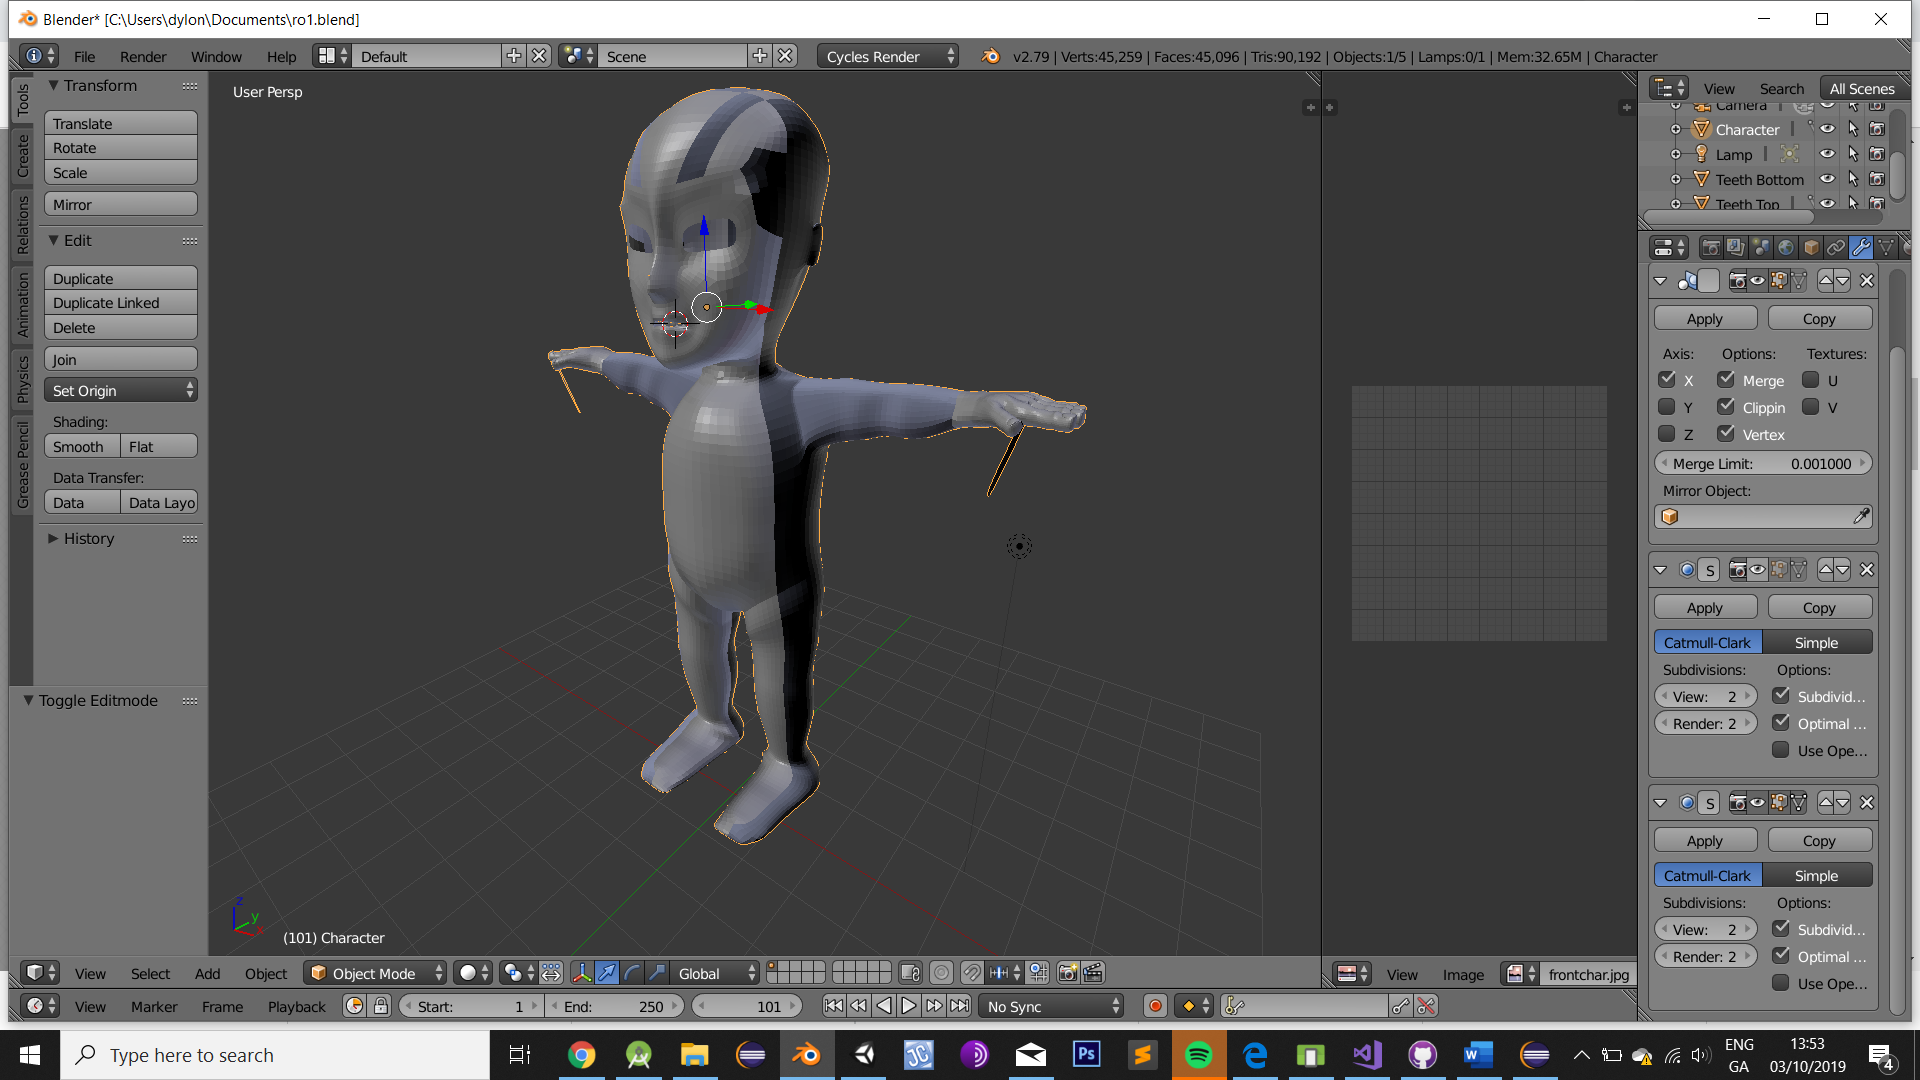 Blender* [C:\Users\dylon\Documents\ro1.blend]
File Render Window Help Default Scene Cycles Render v2.79 | Verts:45,259 | Faces:45,096 | Tris:90,192 | Objects:1/5 | Lamps:0/1 | Mem:32.65M | Character
Tools
Create
Relations
Animation
Physics
Grease Pencil
Transform
Translate
Rotate
Scale
Mirror
Edit
Duplicate
Duplicate Linked
Delete
Join
Set Origin
Shading:
Smooth Flat
Data Transfer:
Data Data Layo
History
Toggle Editmode
User Persp
z
y
x
(101) Character
View Search All Scenes
Camera
Character
Lamp
Teeth Bottom
Teeth Top
Apply Copy
Axis: Options: Textures:
X Merge U
Y Clippin V
Z Vertex
Merge Limit: 0.001000
Mirror Object:
S
Apply Copy
Catmull-Clark Simple
Subdivisions: Options:
View: 2 Subdivid...
Render: 2 Optimal ...
Use Ope...
S
Apply Copy
Catmull-Clark Simple
Subdivisions: Options:
View: 2 Subdivid...
Render: 2 Optimal ...
Use Ope...
View Select Add Object Object Mode Global
View Image frontchar.jpg
View Marker Frame Playback Start: 1 End: 250 101 No Sync
Type here to search
JC
Ps
ENG
GA
13:53
03/10/2019
4